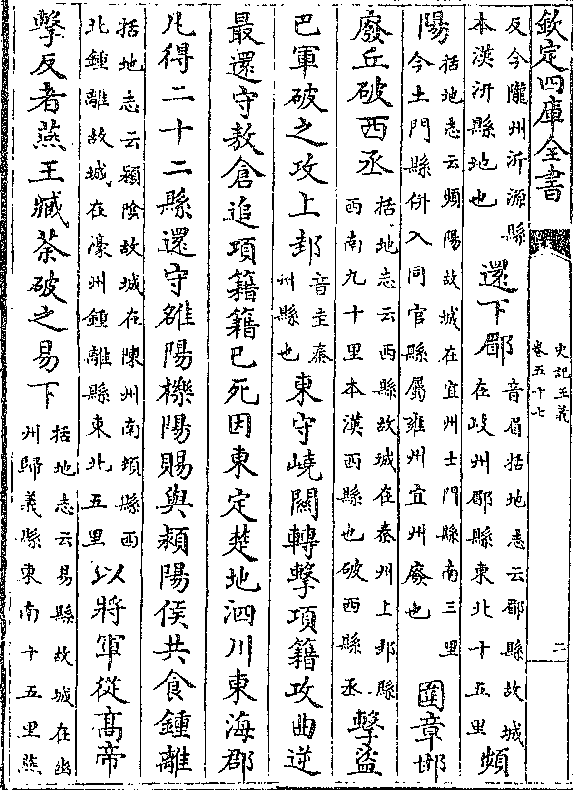 欽定四庫全書
史記正義
卷五十七
二
反今隴州汧源縣
本漢汧縣地也
還下郿
音眉括地志云郿縣故城
在岐州郿縣東北十五里
頻
陽
括地志云頻陽故城在宜州土門縣南三里
今土門縣併入同官縣屬雍州宜州廢也
圍章邯
廢丘破西丞
括地志云西縣故城在秦州上邽縣
西南九十里本漢西縣也破西縣丞
擊盜
巴軍破之攻上邽
音圭秦
州縣也
東守嶢關轉擊項籍攻曲逆
最還守敖倉追項籍籍已死因東定楚地泗川東海郡
凡得二十二縣還守雒陽櫟陽賜與潁陽侯共食鍾離
括地志云潁陰故城在陳州南頓縣西
北鍾離故城在濠州鍾離縣東北五里
以將軍從高帝
擊反者燕王臧荼破之易下
括地志云易縣故城在幽
州歸義縣東南十五里燕